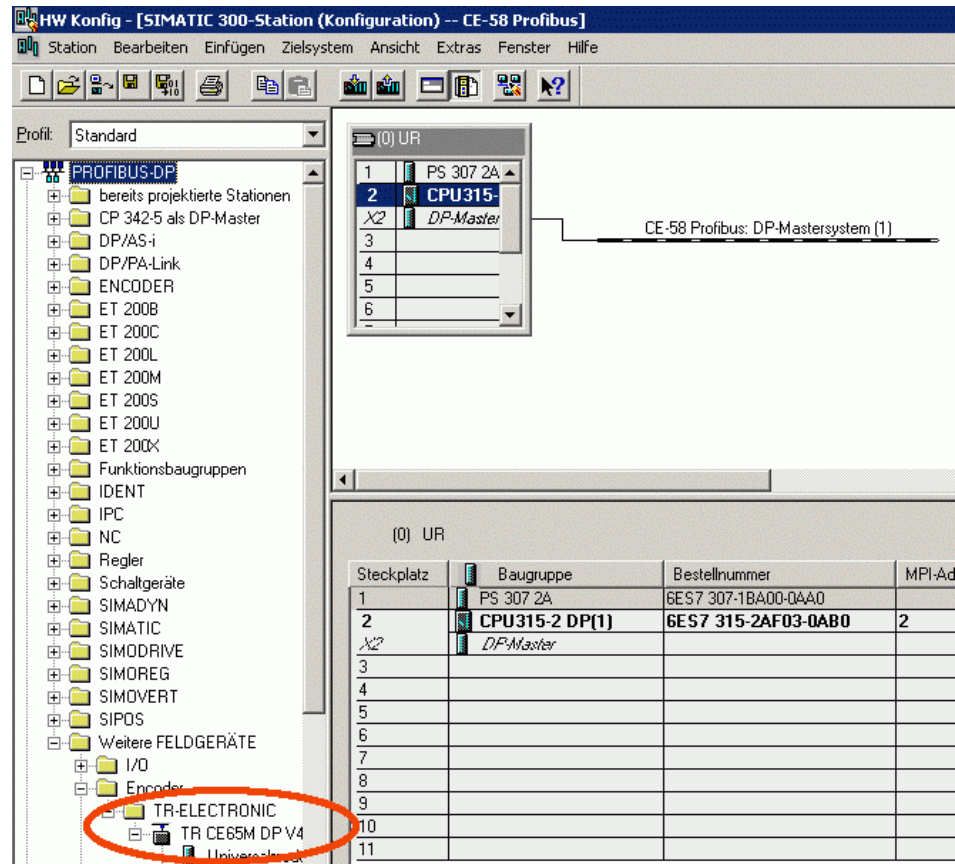 HW Konfig - [SIMATIC 300-Station (Konfiguration) -- CE-58 Profibus]
Station Bearbeiten Einfügen Zielsystem Ansicht Extras Fenster Hilfe
Profil: Standard
PROFIBUS-DP
bereits projektierte Stationen
CP 342-5 als DP-Master
DP/AS-i
DP/PA-Link
ENCODER
ET 200B
ET 200C
ET 200L
ET 200M
ET 200S
ET 200U
ET 200X
Funktionsbaugruppen
IDENT
IPC
NC
Regler
Schaltgeräte
SIMADYN
SIMATIC
SIMODRIVE
SIMOREG
SIMOVERT
SIPOS
Weitere FELDGERÄTE
I/O
Encoder
TR-ELECTRONIC
TR CE65M DP V4
(0) UR
1 PS 307 2A
2 CPU315-
X2 DP-Master
3
4
5
6
CE-58 Profibus: DP-Mastersystem (1)
(0) UR
Steckplatz Baugruppe Bestellnummer MPI-Ad
1 PS 307 2A 6ES7 307-1BA00-0AA0
2 CPU315-2 DP(1) 6ES7 315-2AF03-0AB0 2
X2 DP-Master
3
4
5
6
7
8
9
10
11